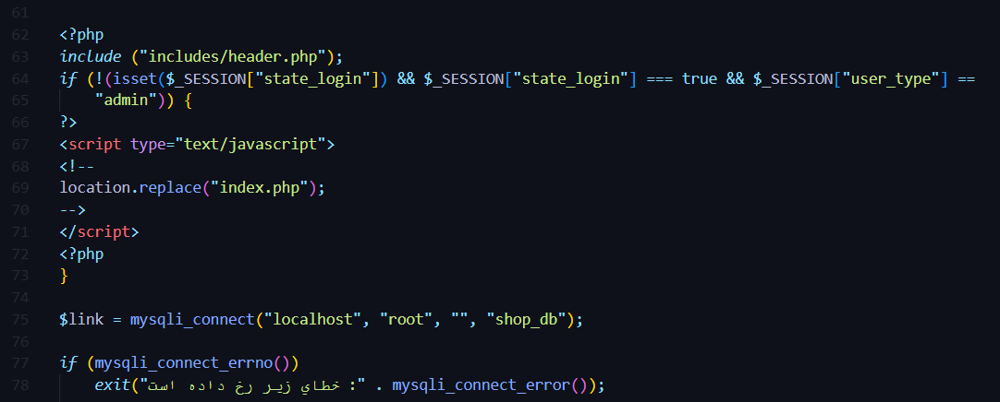 61
62 <?php
63 include ("includes/header.php");
64 if (!(isset($_SESSION["state_login"]) && $_SESSION["state_login"] === true && $_SESSION["user_type"] ==
65 "admin")) {
66 ?>
67 <script type="text/javascript">
68 <!--
69 location.replace("index.php");
70 -->
71 </script>
72 <?php
73 }
74
75 $link = mysqli_connect("localhost", "root", "", "shop_db");
76
77 if (mysqli_connect_errno())
78 exit("خطاي زير رخ داده است :" . mysqli_connect_error());